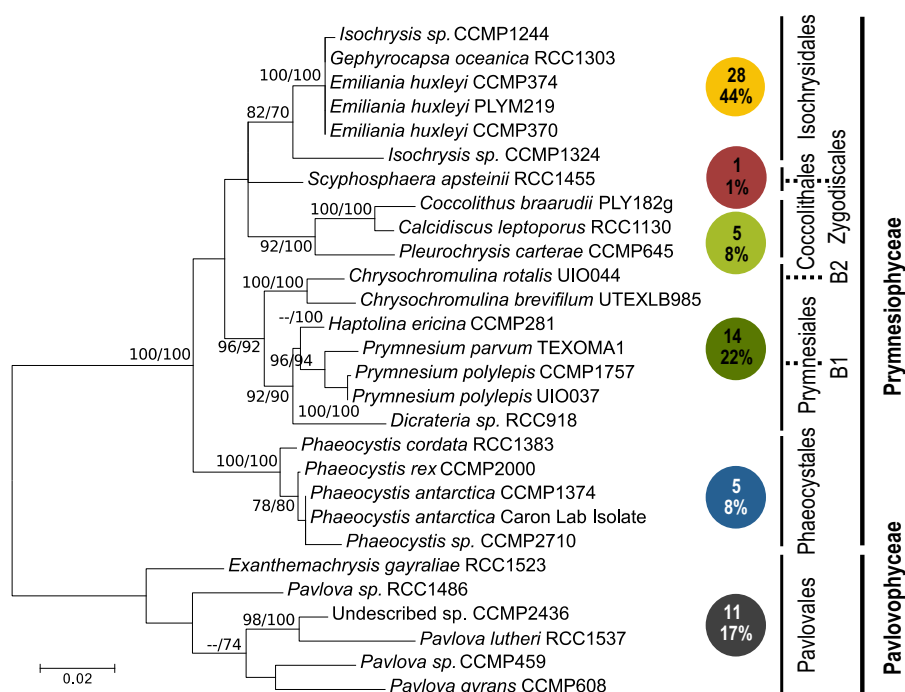 Isochrysis sp. CCMP1244
Gephyrocapsa oceanica RCC1303
100/100
Emiliania huxleyi CCMP374
Emiliania huxleyi PLYM219
82/70
Emiliania huxleyi CCMP370
Isochrysis sp. CCMP1324
28
44%
Isochrysidales
Scyphosphaera apsteinii RCC1455
1
1%
Zygodiscales
Coccolithus braarudii PLY182g
100/100
Calcidiscus leptoporus RCC1130
92/100
Pleurochrysis carterae CCMP645
5
8%
Coccolithales
100/100
Chrysochromulina rotalis UIO044
B2
Chrysochromulina brevifilum UTEXLB985
--/100
Haptolina ericina CCMP281
100/100
96/92
96/94
Prymnesium parvum TEXOMA1
Prymnesium polylepis CCMP1757
92/90
Prymnesium polylepis UIO037
100/100
Dicrateria sp. RCC918
14
22%
Prymnesiales
B1
Phaeocystis cordata RCC1383
100/100
Phaeocystis rex CCMP2000
78/80
Phaeocystis antarctica CCMP1374
Phaeocystis antarctica Caron Lab Isolate
Phaeocystis sp. CCMP2710
5
8%
Phaeocystales
Prymnesiophyceae
Exanthemachrysis gayraliae RCC1523
Pavlova sp. RCC1486
98/100
Undescribed sp. CCMP2436
--/74
Pavlova lutheri RCC1537
Pavlova sp. CCMP459
Pavlova gyrans CCMP608
11
17%
Pavlovales
Pavlovophyceae
0.02